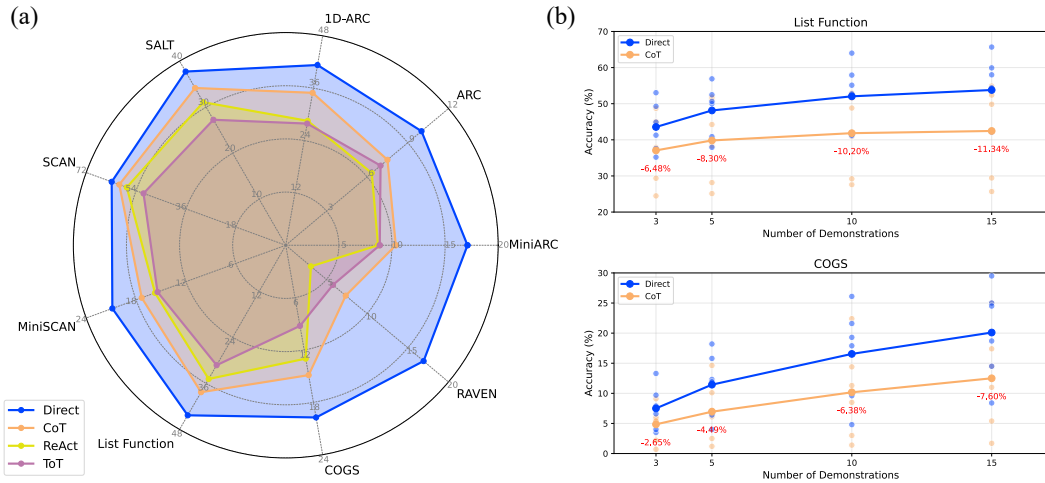 (a)
1D-ARC
48
36
24
12
ARC
12
9
6
3
MiniARC
20
15
10
5
RAVEN
20
15
10
5
COGS
24
18
12
6
List Function
48
36
24
12
MiniSCAN
24
18
12
6
SCAN
72
54
36
18
SALT
40
30
20
10
Direct
CoT
ReAct
ToT
(b)
List Function
Direct
CoT
Accuracy (%)
70
60
50
40
30
20
-6,48%
-8,30%
-10,20%
-11,34%
3
5
10
15
Number of Demonstrations
COGS
Direct
CoT
Accuracy (%)
30
25
20
15
10
5
0
-2,65%
-4,49%
-6,38%
-7,60%
3
5
10
15
Number of Demonstrations